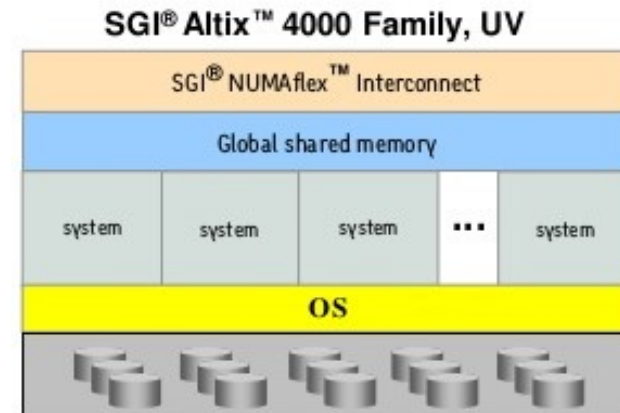 SGI® Altix™ 4000 Family, UV
SGI® NUMAflex™ Interconnect
Global shared memory
system system system ... system
OS